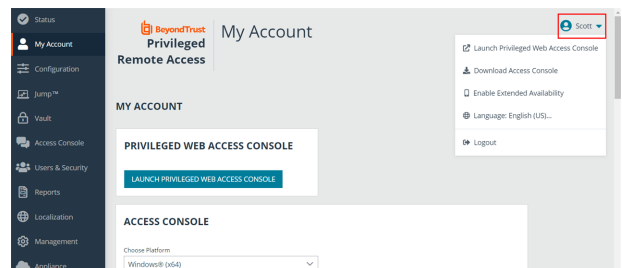 Status
My Account
Configuration
Jump™
Vault
Access Console
Users & Security
Reports
Localization
Management
Appliance
BeyondTrust
Privileged
Remote Access
My Account
Scott
Launch Privileged Web Access Console
Download Access Console
Enable Extended Availability
Language: English (US)...
Logout
MY ACCOUNT
PRIVILEGED WEB ACCESS CONSOLE
LAUNCH PRIVILEGED WEB ACCESS CONSOLE
ACCESS CONSOLE
Choose Platform
Windows® (x64)